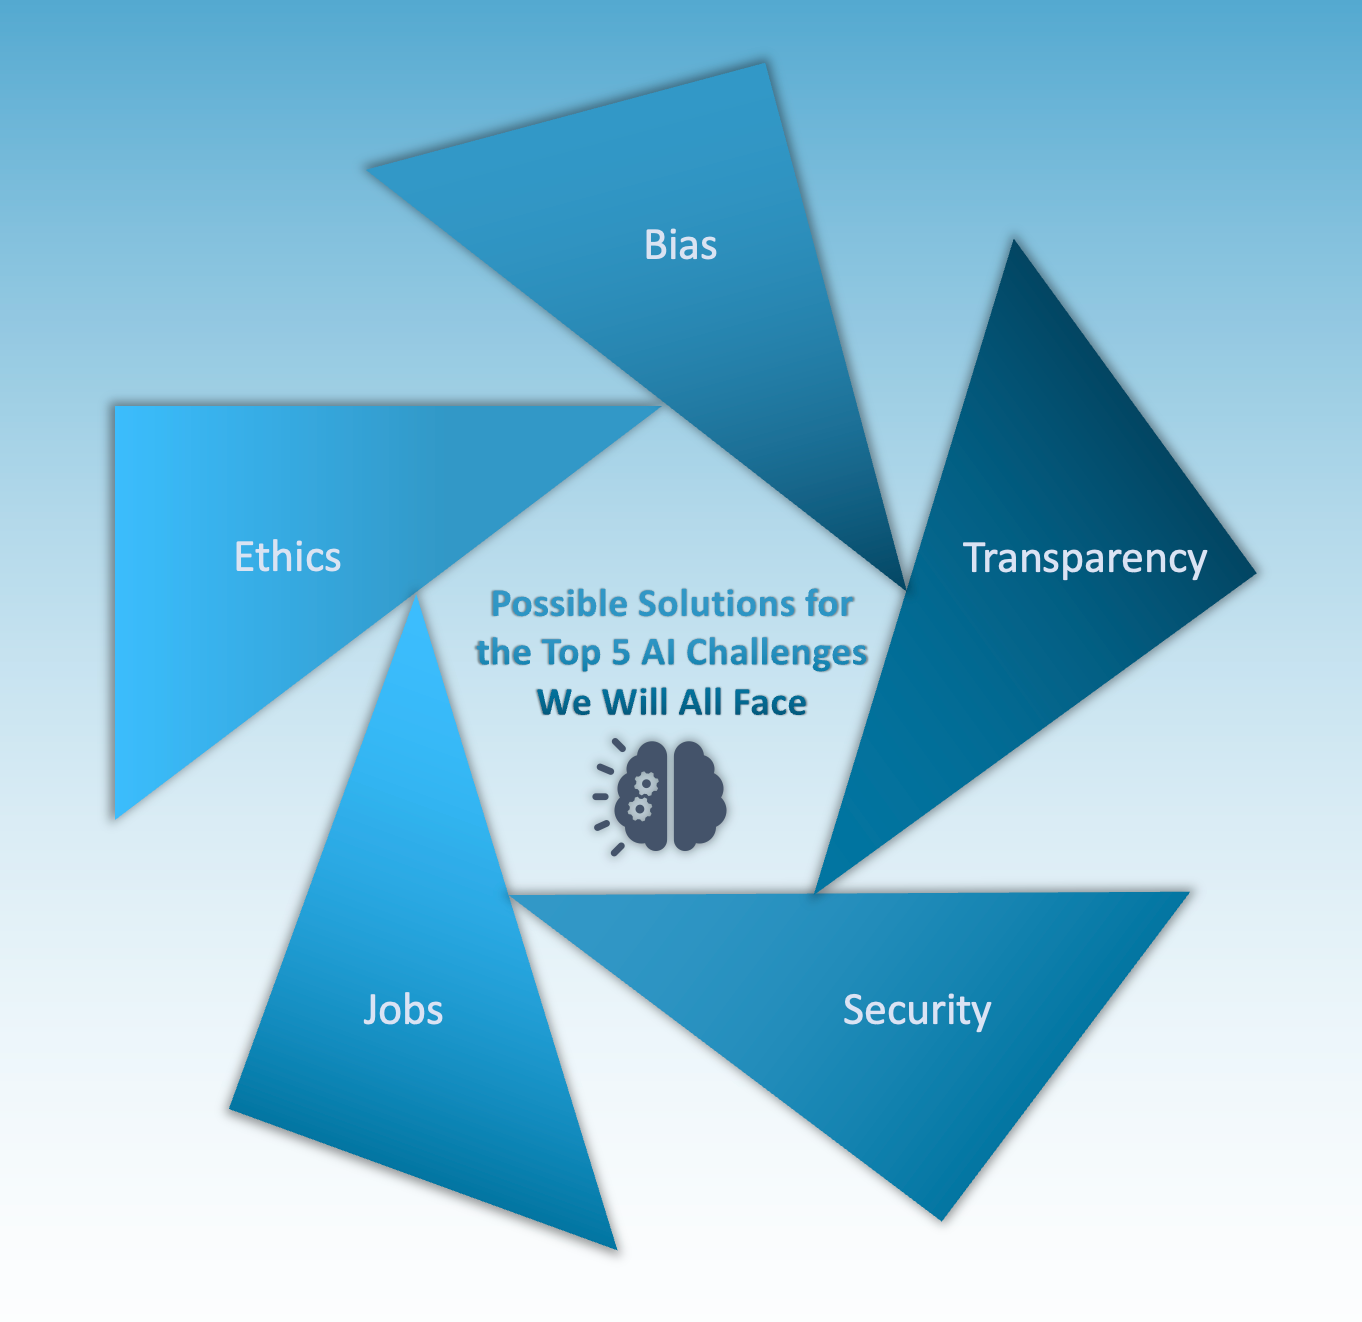 Bias
Transparency
Ethics
Possible Solutions for
the Top 5 AI Challenges
We Will All Face
Jobs
Security